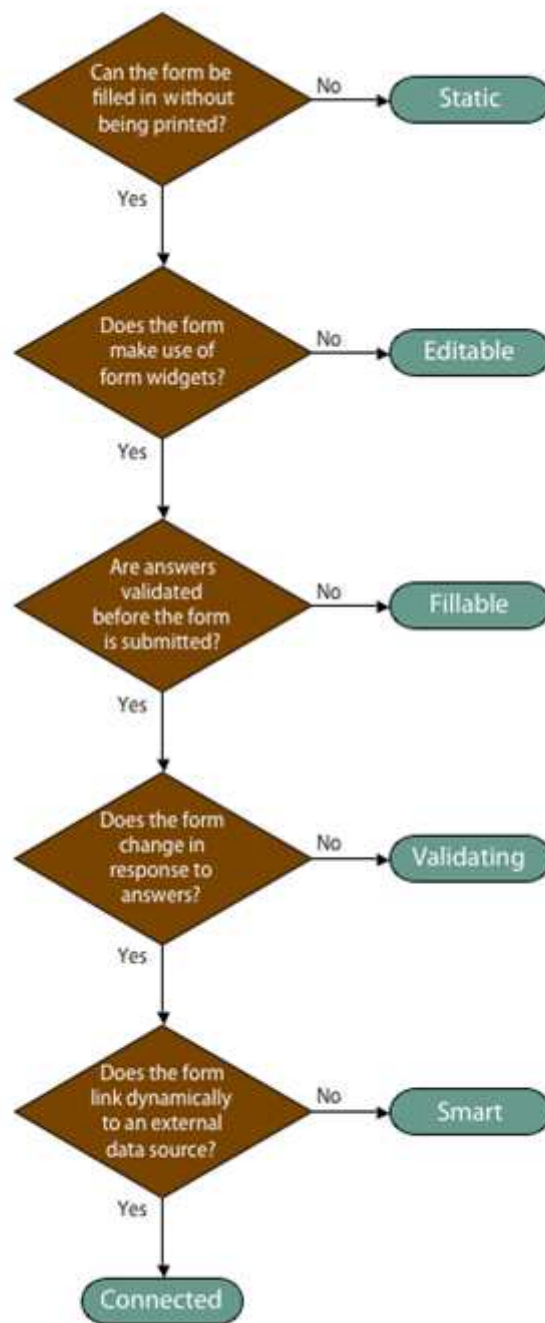 Can the form be
filled in without
being printed?
No
Static
Yes
Does the form
make use of
form widgets?
No
Editable
Yes
Are answers
validated
before the form
is submitted?
No
Fillable
Yes
Does the form
change in
response to
answers?
No
Validating
Yes
Does the form
link dynamically
to an external
data source?
No
Smart
Yes
Connected